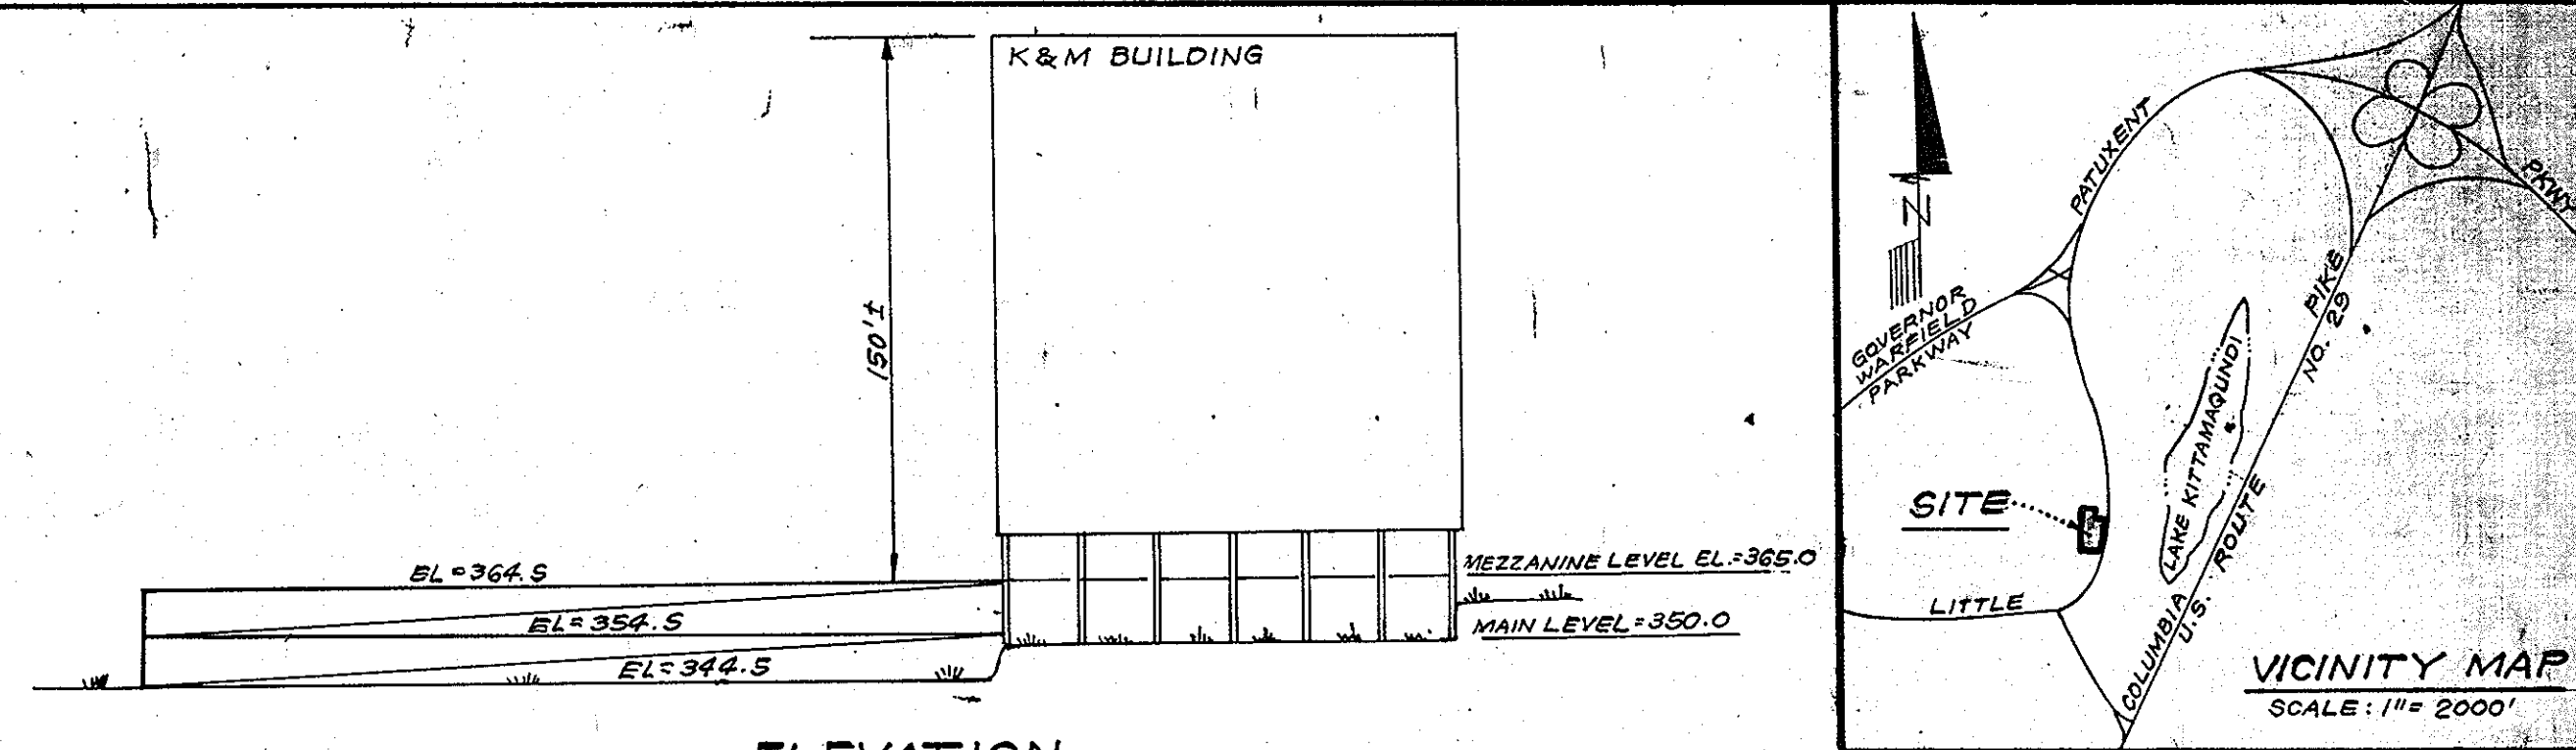 K & M BUILDING
150'±
EL=364.5
EL=354.5
EL=344.5
MEZZANINE LEVEL EL.=365.0
MAIN LEVEL=350.0
ELEVATION
N
PATUXENT
PKWY
GOVERNOR
WARFIELD
PARKWAY
PIKE
NO. 29
LAKE KITTAMAQUNDI
SITE
ROUTE
LITTLE
COLUMBIA
U.S.
VICINITY MAP
SCALE: 1"= 2000'